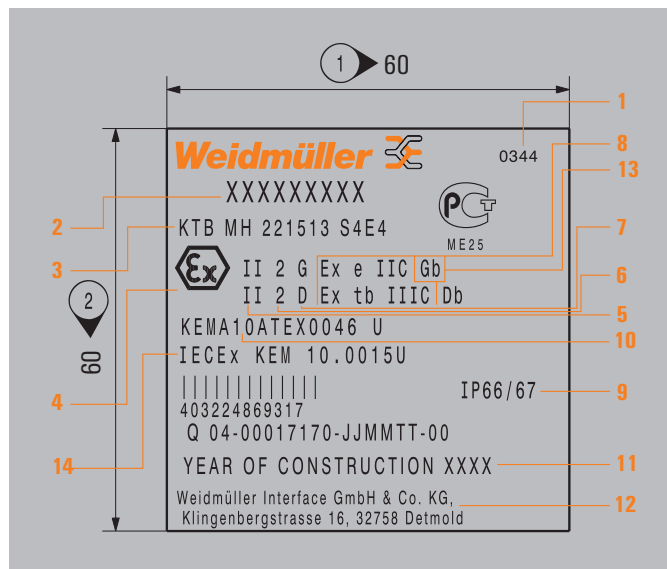 1 60
1
Weidmüller
0344
8
13
XXXXXXXXX
2
KTB MH 221513 S4E4
3
PCT
ME25
7
Ex
II 2 G Ex e IIC Gb
6
II 2 D Ex tb IIIC Db
5
2
60
KEMA10ATEX0046 U
10
IECEx KEM 10.0015U
4
IP66/67
9
403224869317
Q 04-00017170-JJMMTT-00
14
YEAR OF CONSTRUCTION XXXX
11
Weidmüller Interface GmbH & Co. KG,
12
Klingenbergstrasse 16, 32758 Detmold